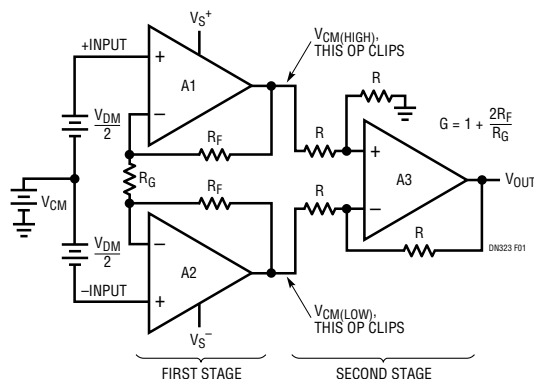 VS+
VCM(HIGH),
THIS OP CLIPS
+INPUT
+
A1
–
VDM
2
RF
R
R
G = 1 + 2RF
RG
+
A3
–
VOUT
RG
RF
R
R
DN323 F01
VCM
VDM
2
–
A2
+
–INPUT
VCM(LOW),
THIS OP CLIPS
VS–
FIRST STAGE
SECOND STAGE